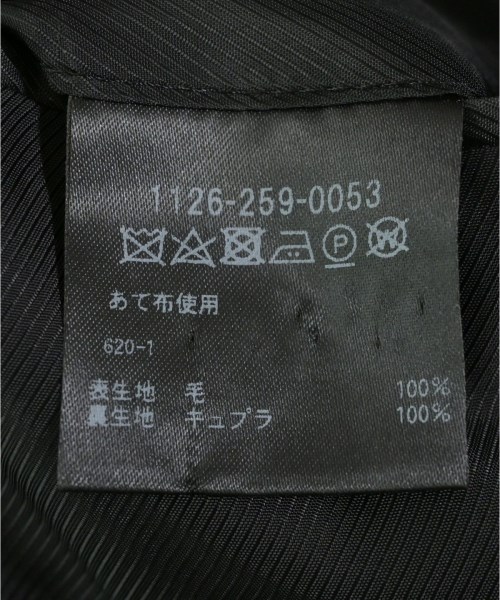 1126-259-0053
P W
あて布使用
620-1
表生地 毛 100%
裏生地 キュプラ 100%